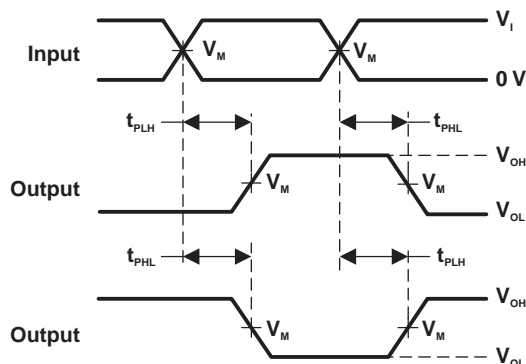 V_I
Input
V_M
V_M
0 V
t_PLH
t_PHL
V_OH
Output
V_M
V_M
V_OL
t_PHL
t_PLH
V_OH
Output
V_M
V_M
V_OL